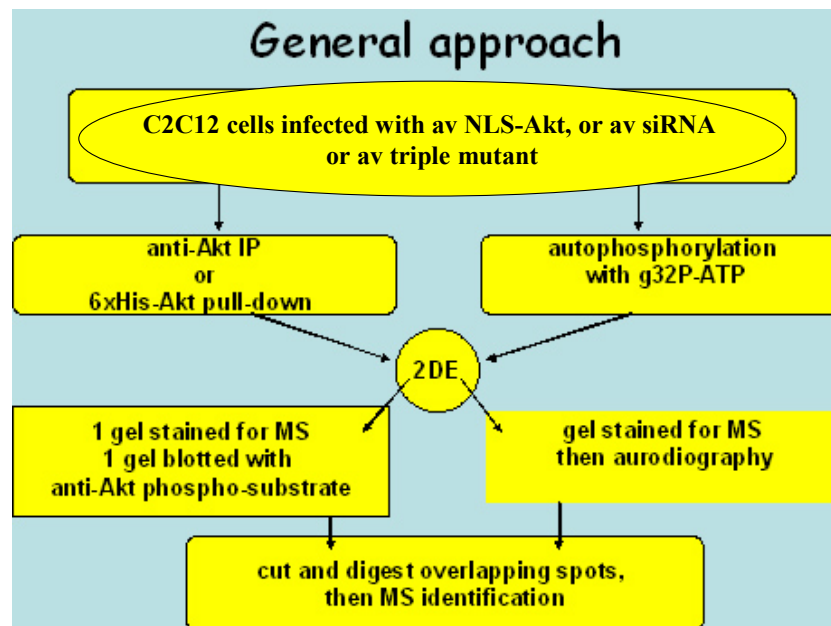 General approach
C2C12 cells infected with av NLS-Akt, or av siRNA
or av triple mutant
anti-Akt IP
or
6xHis-Akt pull-down
autophosphorylation
with g32P-ATP
2DE
1 gel stained for MS
1 gel blotted with
anti-Akt phospho-substrate
gel stained for MS
then aurodiography
cut and digest overlapping spots,
then MS identification